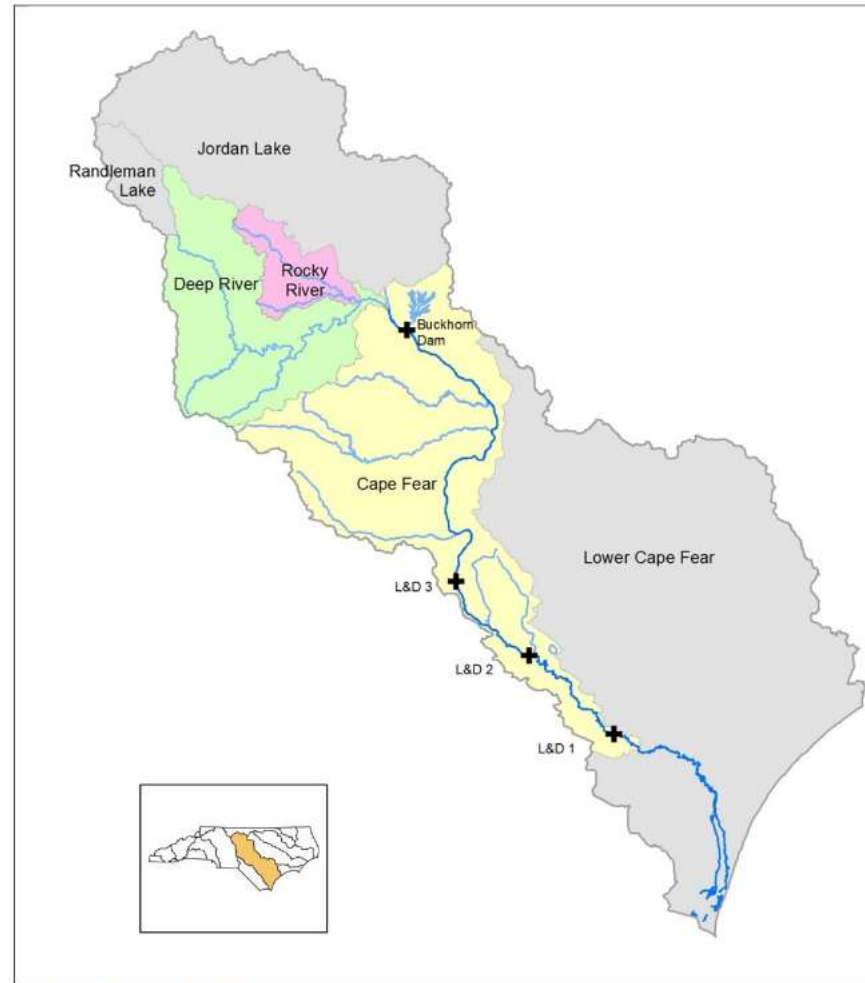 Jordan Lake
Randleman
Lake
Deep River
Rocky
River
Buckhorn
Dam
Cape Fear
Lower Cape Fear
L&D 3
L&D 2
L&D 1